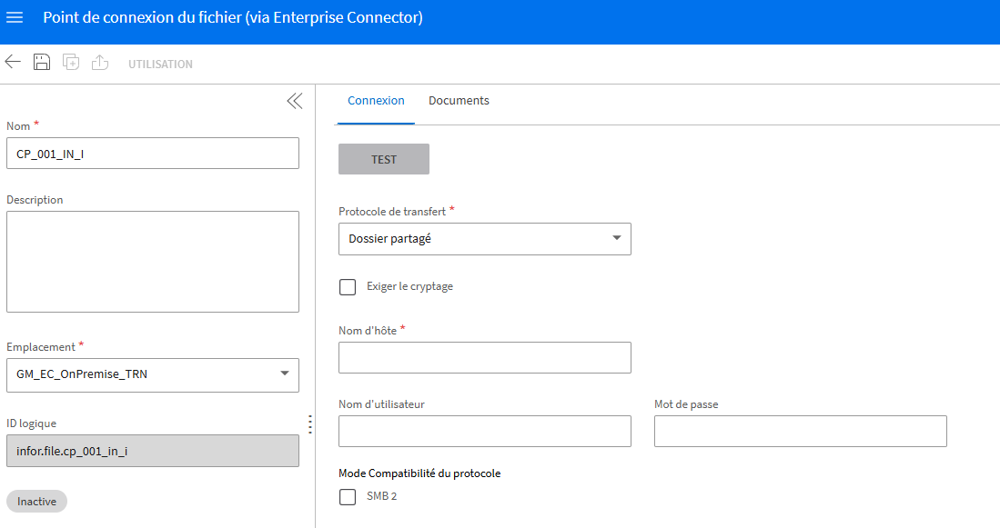 Point de connexion du fichier (via Enterprise Connector)
UTILISATION
Nom *
CP_001_IN_I
Description
Emplacement *
GM_EC_OnPremise_TRN
ID logique
infor.file.cp_001_in_i
Inactive
Connexion Documents
TEST
Protocole de transfert *
Dossier partagé
Exiger le cryptage
Nom d'hôte *
Nom d'utilisateur Mot de passe
Mode Compatibilité du protocole
SMB 2